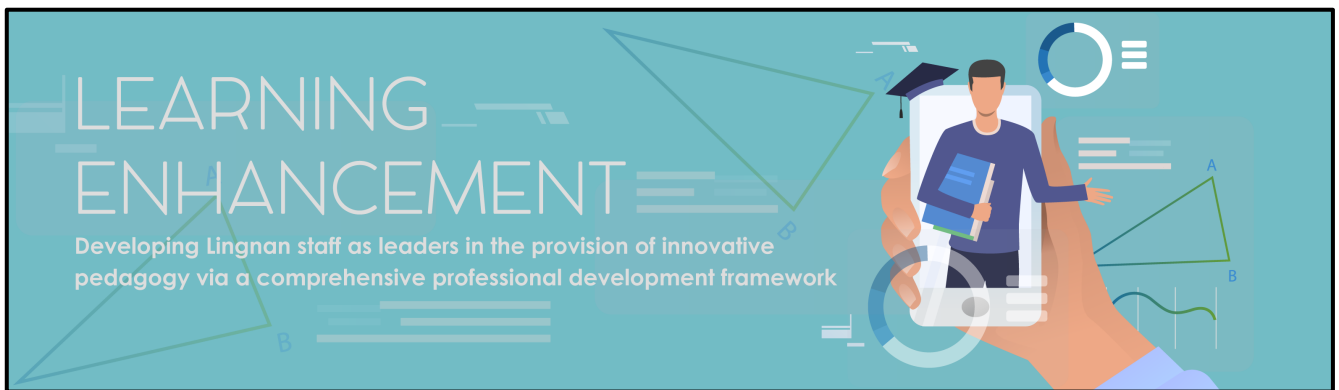 LEARNING
ENHANCEMENT
Developing Lingnan staff as leaders in the provision of innovative
pedagogy via a comprehensive professional development framework
A
B
A
B
A
B